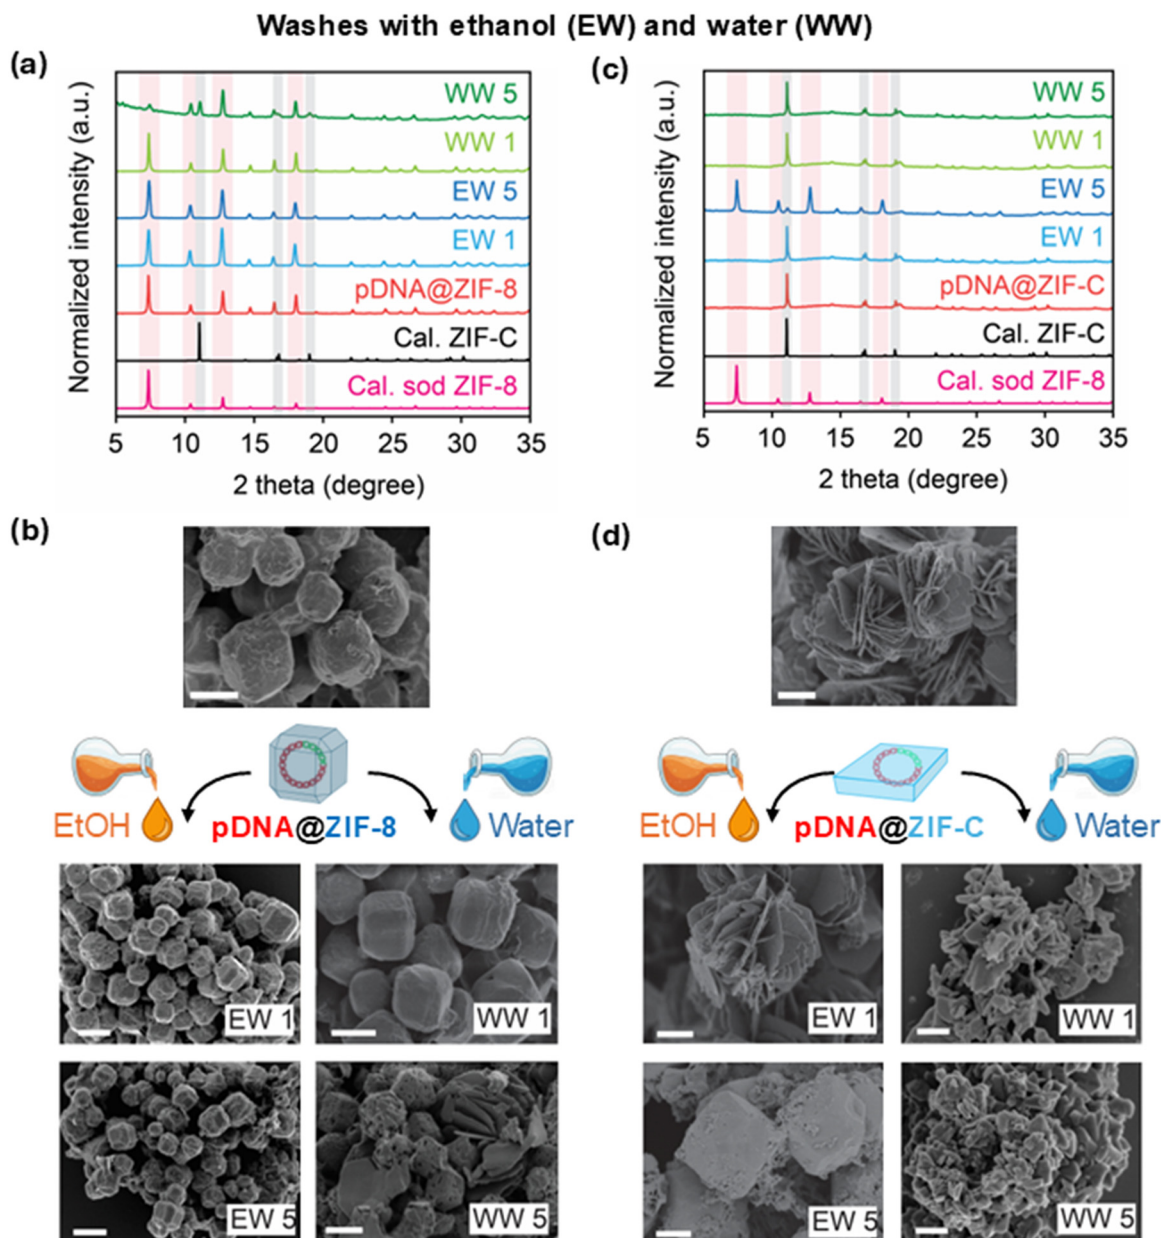 Washes with ethanol (EW) and water (WW)
(a)
Normalized intensity (a.u.)
WW 5
WW 1
EW 5
EW 1
pDNA@ZIF-8
Cal. ZIF-C
Cal. sod ZIF-8
5 10 15 20 25 30 35
2 theta (degree)
(c)
Normalized intensity (a.u.)
WW 5
WW 1
EW 5
EW 1
pDNA@ZIF-C
Cal. ZIF-C
Cal. sod ZIF-8
5 10 15 20 25 30 35
2 theta (degree)
(b)
EtOH
pDNA@ZIF-8
Water
EW 1
WW 1
EW 5
WW 5
(d)
EtOH
pDNA@ZIF-C
Water
EW 1
WW 1
EW 5
WW 5